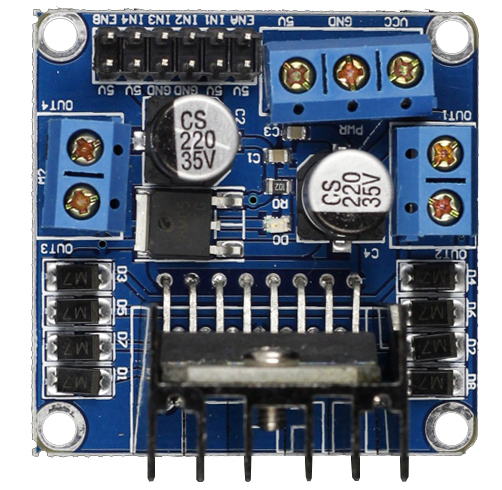 ENB IN4 IN3 IN2 IN1 ENA
5V GND VCC
5V 5V GND GND 5V 5V
OUT4
C2
C3
PWR
OUT1
CS
220
35V
C1
CS
220
35V
102
R0
D0
OUT3
OUT2
C4
M7 D3
M7 D4
M7 D5
M7 D6
M7 D7
M7 D2
M7 D1
M7 D8